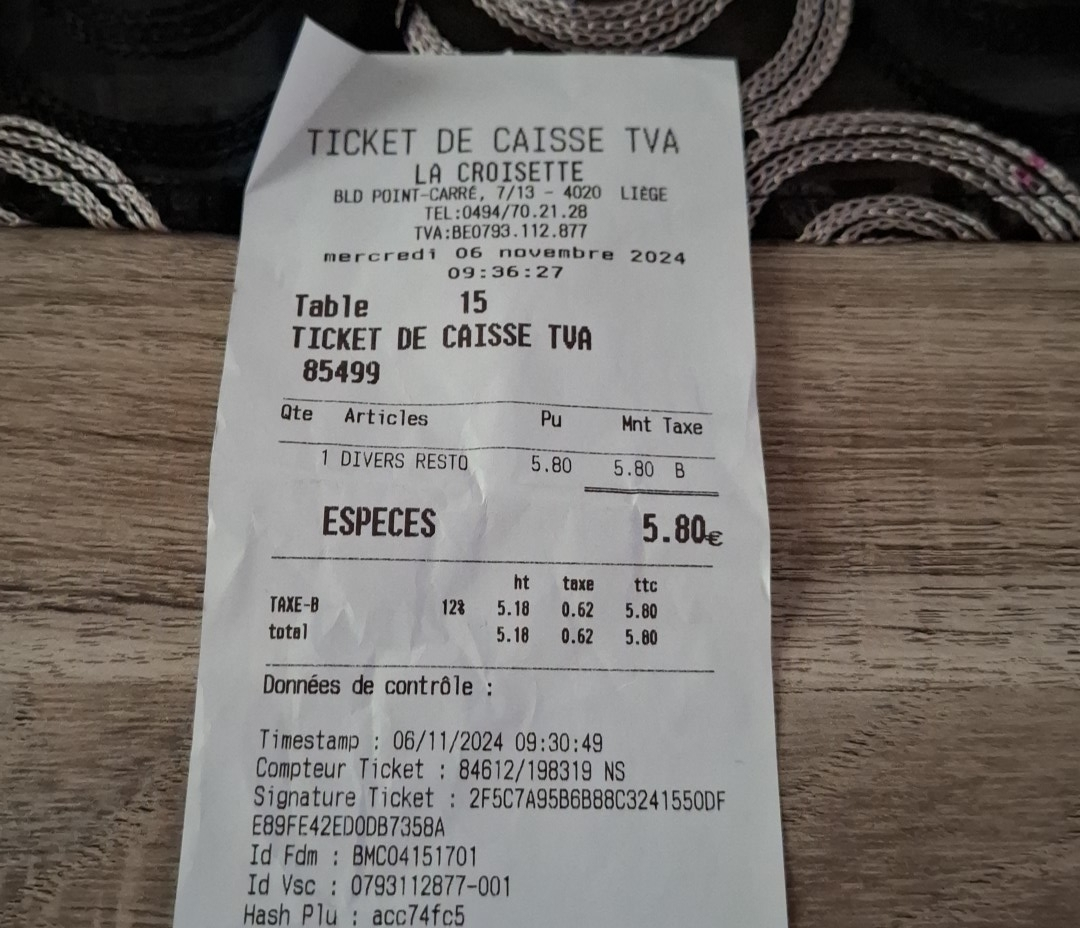 TICKET DE CAISSE TVA
LA CROISETTE
BLD POINT-CARRÉ, 7/13 - 4020 LIÈGE
TEL:0494/70.21.28
TVA:BE0793.112.877
mercredi 06 novembre 2024
09:36:27
Table 15
TICKET DE CAISSE TVA
85499
Qte Articles Pu Mnt Taxe
1 DIVERS RESTO 5.80 5.80 B
ESPECES 5.80€
ht taxe ttc
TAXE-B 12% 5.18 0.62 5.80
total 5.18 0.62 5.80
Données de contrôle :
Timestamp : 06/11/2024 09:30:49
Compteur Ticket : 84612/198319 NS
Signature Ticket : 2F5C7A95B6B88C3241550DF
E89FE42ED0DB7358A
Id Fdm : BMC04151701
Id Vsc : 0793112877-001
Hash Plu : acc74fc5